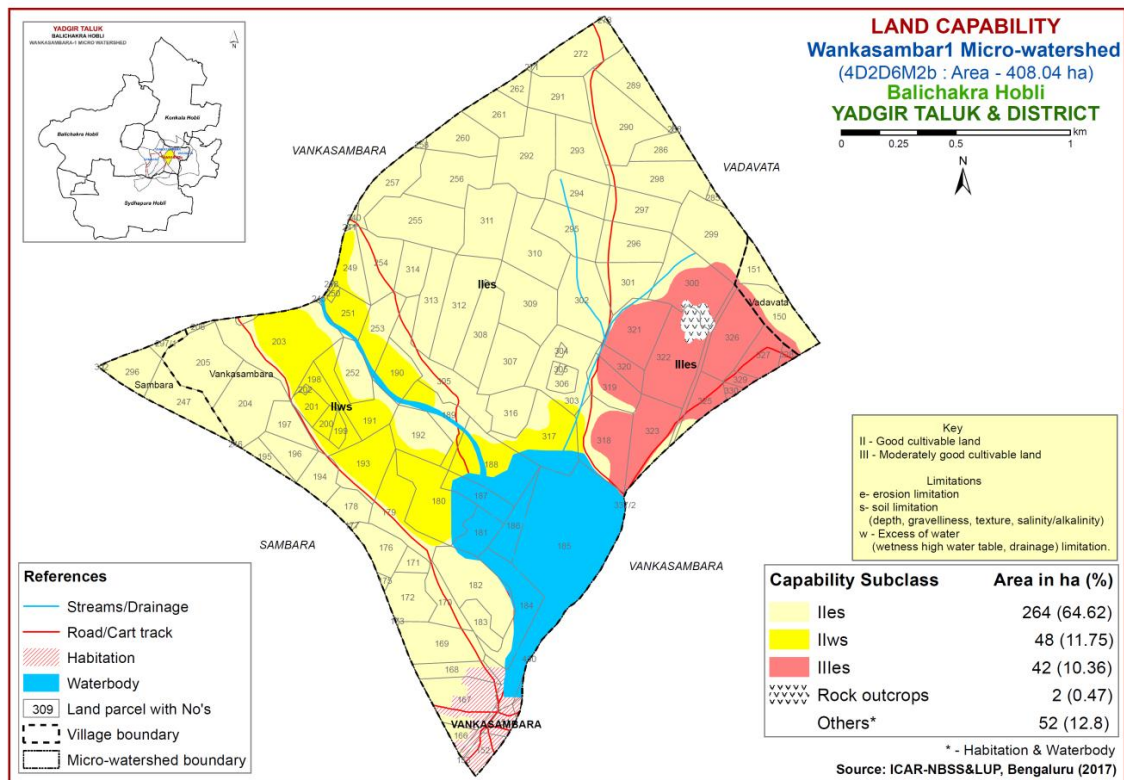 YADGIR TALUK
BALICHAKRA HOBLI
WANKASAMBARA-1 MICRO WATERSHED
N
Konkala Hobli
Balichakra Hobli
Sydhapura Hobli
LAND CAPABILITY
Wankasambar1 Micro-watershed
(4D2D6M2b : Area - 408.04 ha)
Balichakra Hobli
YADGIR TALUK & DISTRICT
0 0.25 0.5 1 km
N
272
289
262
291
261
290
260
293
286
VANKASAMBARA
292
VADAVATA
257
256
298
294
297
255
311
295
299
296
310
249
254
314
151
IIes
301
300
313
312
302
309
Vadavata
251
150
253
321
326
203
308
304
322
IIIes
327
307
205
Vankasambara
252
190
305
305
320
296
Sambara
198
306
329
202
319
247
204
IIws
201
303
191
189
316
200
199
197
192
317
318
323
196
193
188
195
194
187
180
178
179
188
181
185
176
SAMBARA
VANKASAMBARA
171
182
172
170
184
183
169
168
167
VANKASAMBARA
166
152
Key
II - Good cultivable land
III - Moderately good cultivable land
Limitations
e- erosion limitation
s- soil limitation
(depth, gravelliness, texture, salinity/alkalinity)
w - Excess of water
(wetness high water table, drainage) limitation.
References
Streams/Drainage
Road/Cart track
Habitation
Waterbody
309 Land parcel with No's
Village boundary
Micro-watershed boundary
Capability Subclass Area in ha (%)
IIes 264 (64.62)
IIws 48 (11.75)
IIIes 42 (10.36)
Rock outcrops 2 (0.47)
Others* 52 (12.8)
* - Habitation & Waterbody
Source: ICAR-NBSS&LUP, Bengaluru (2017)